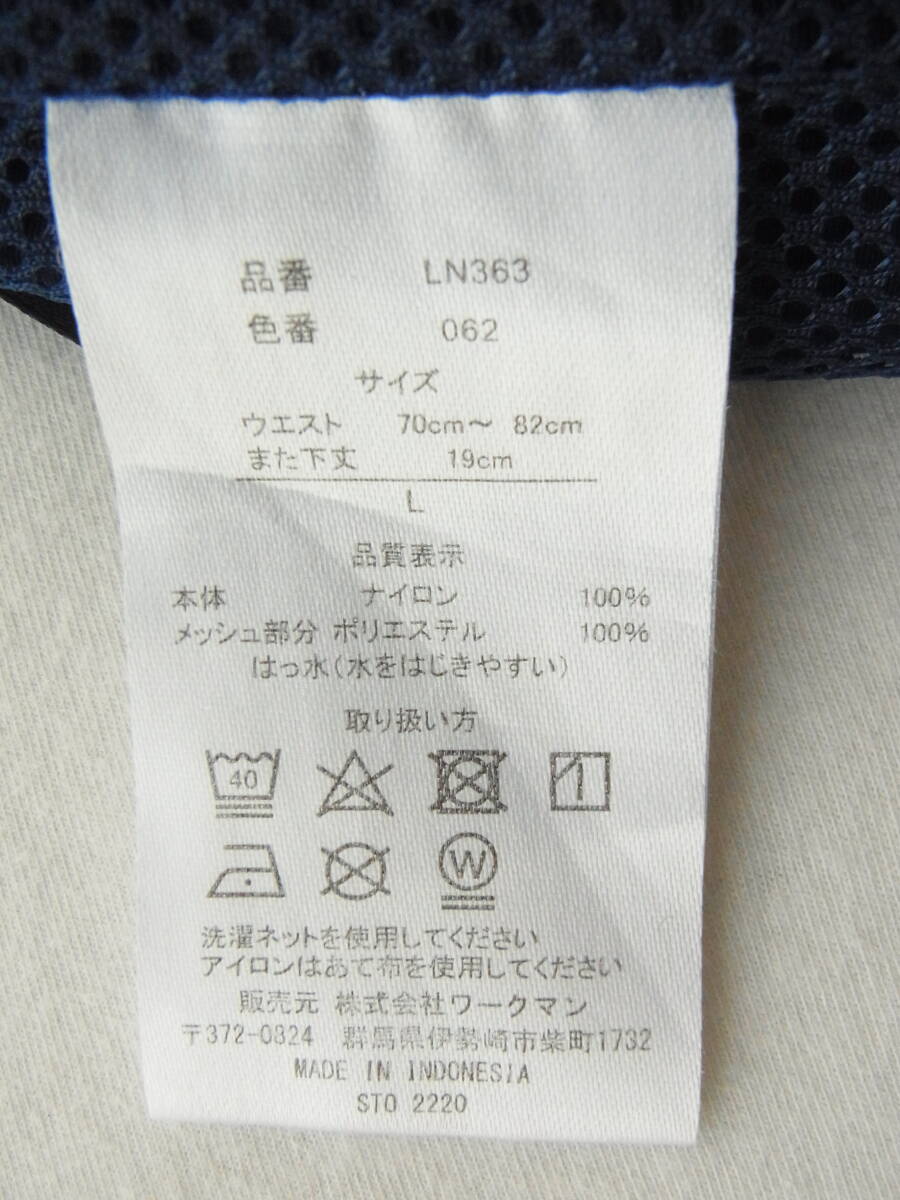 品番 LN363
色番 062
サイズ
ウエスト 70cm～ 82cm
また下丈 19cm
L
品質表示
本体 ナイロン 100%
メッシュ部分 ポリエステル 100%
はっ水(水をはじきやすい)
取り扱い方
40
W
洗濯ネットを使用してください
アイロンはあて布を使用してください
販売元 株式会社ワークマン
〒372-0824 群馬県伊勢崎市柴町1732
MADE IN INDONESIA
STO 2220